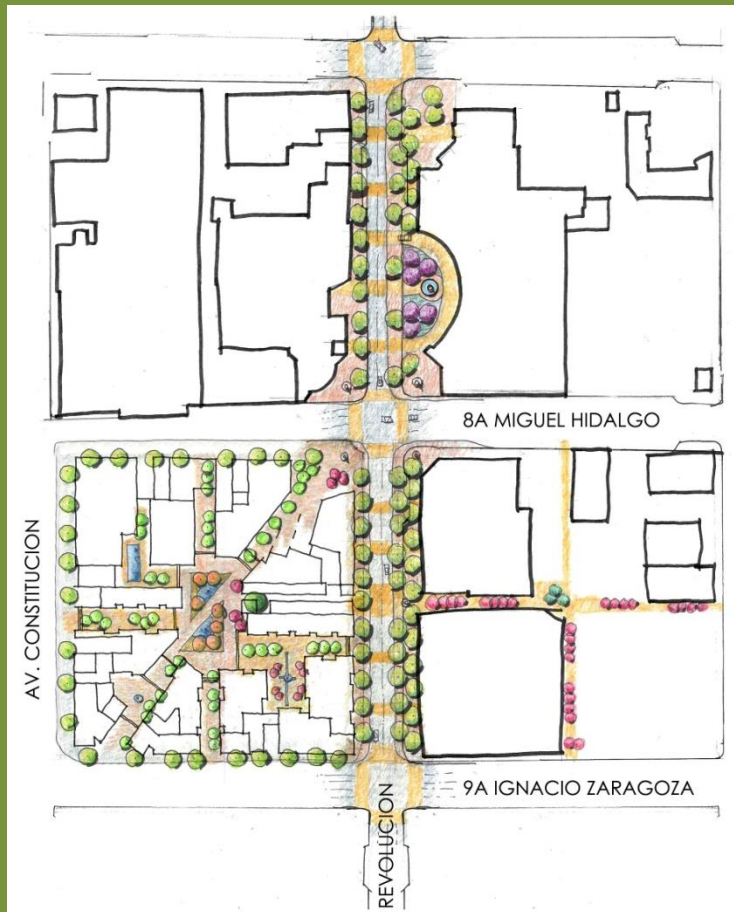 8A MIGUEL HIDALGO
AV. CONSTITUCION
9A IGNACIO ZARAGOZA
REVOLUCION